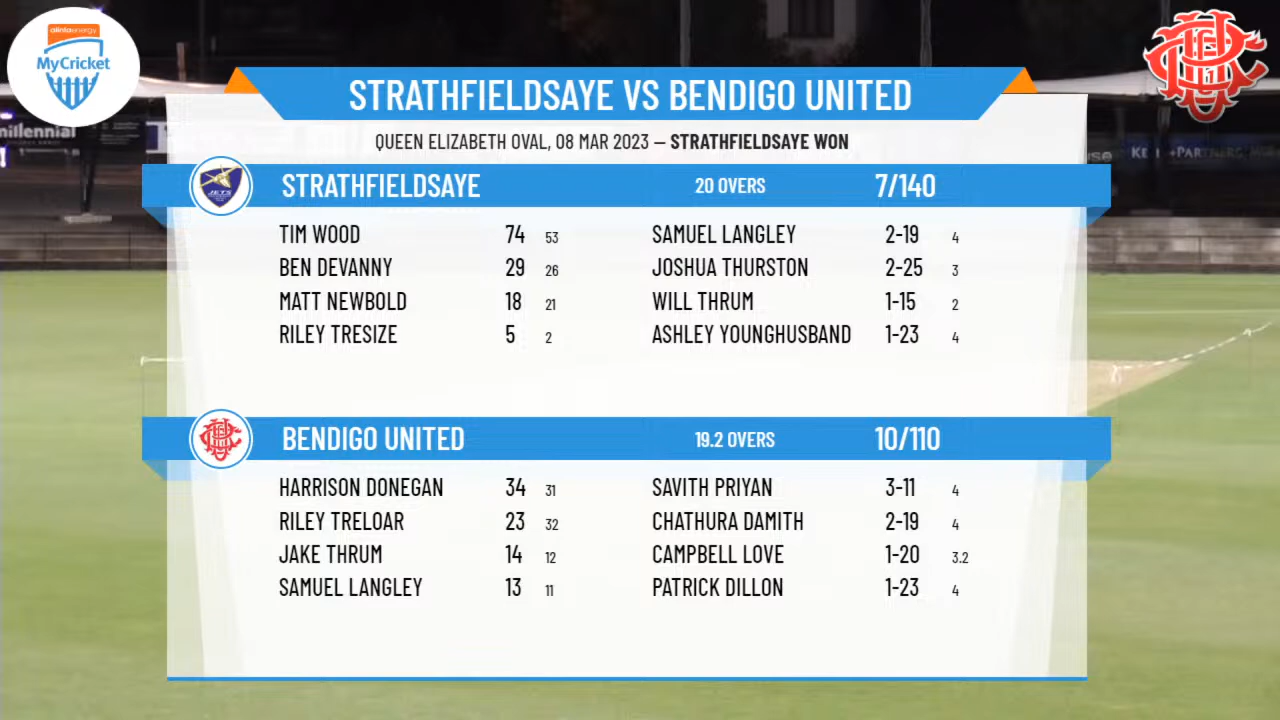 alintaenergy
MyCricket
STRATHFIELDSAYE VS BENDIGO UNITED
QUEEN ELIZABETH OVAL, 08 MAR 2023 – STRATHFIELDSAYE WON
millennial
STRATHFIELDSAYE 20 OVERS 7/140
JETS
TIM WOOD 74 53 SAMUEL LANGLEY 2-19 4
BEN DEVANNY 29 26 JOSHUA THURSTON 2-25 3
MATT NEWBOLD 18 21 WILL THRUM 1-15 2
RILEY TRESIZE 5 2 ASHLEY YOUNGHUSBAND 1-23 4
BENDIGO UNITED 19.2 OVERS 10/110
HARRISON DONEGAN 34 31 SAVITH PRIYAN 3-11 4
RILEY TRELOAR 23 32 CHATHURA DAMITH 2-19 4
JAKE THRUM 14 12 CAMPBELL LOVE 1-20 3.2
SAMUEL LANGLEY 13 11 PATRICK DILLON 1-23 4